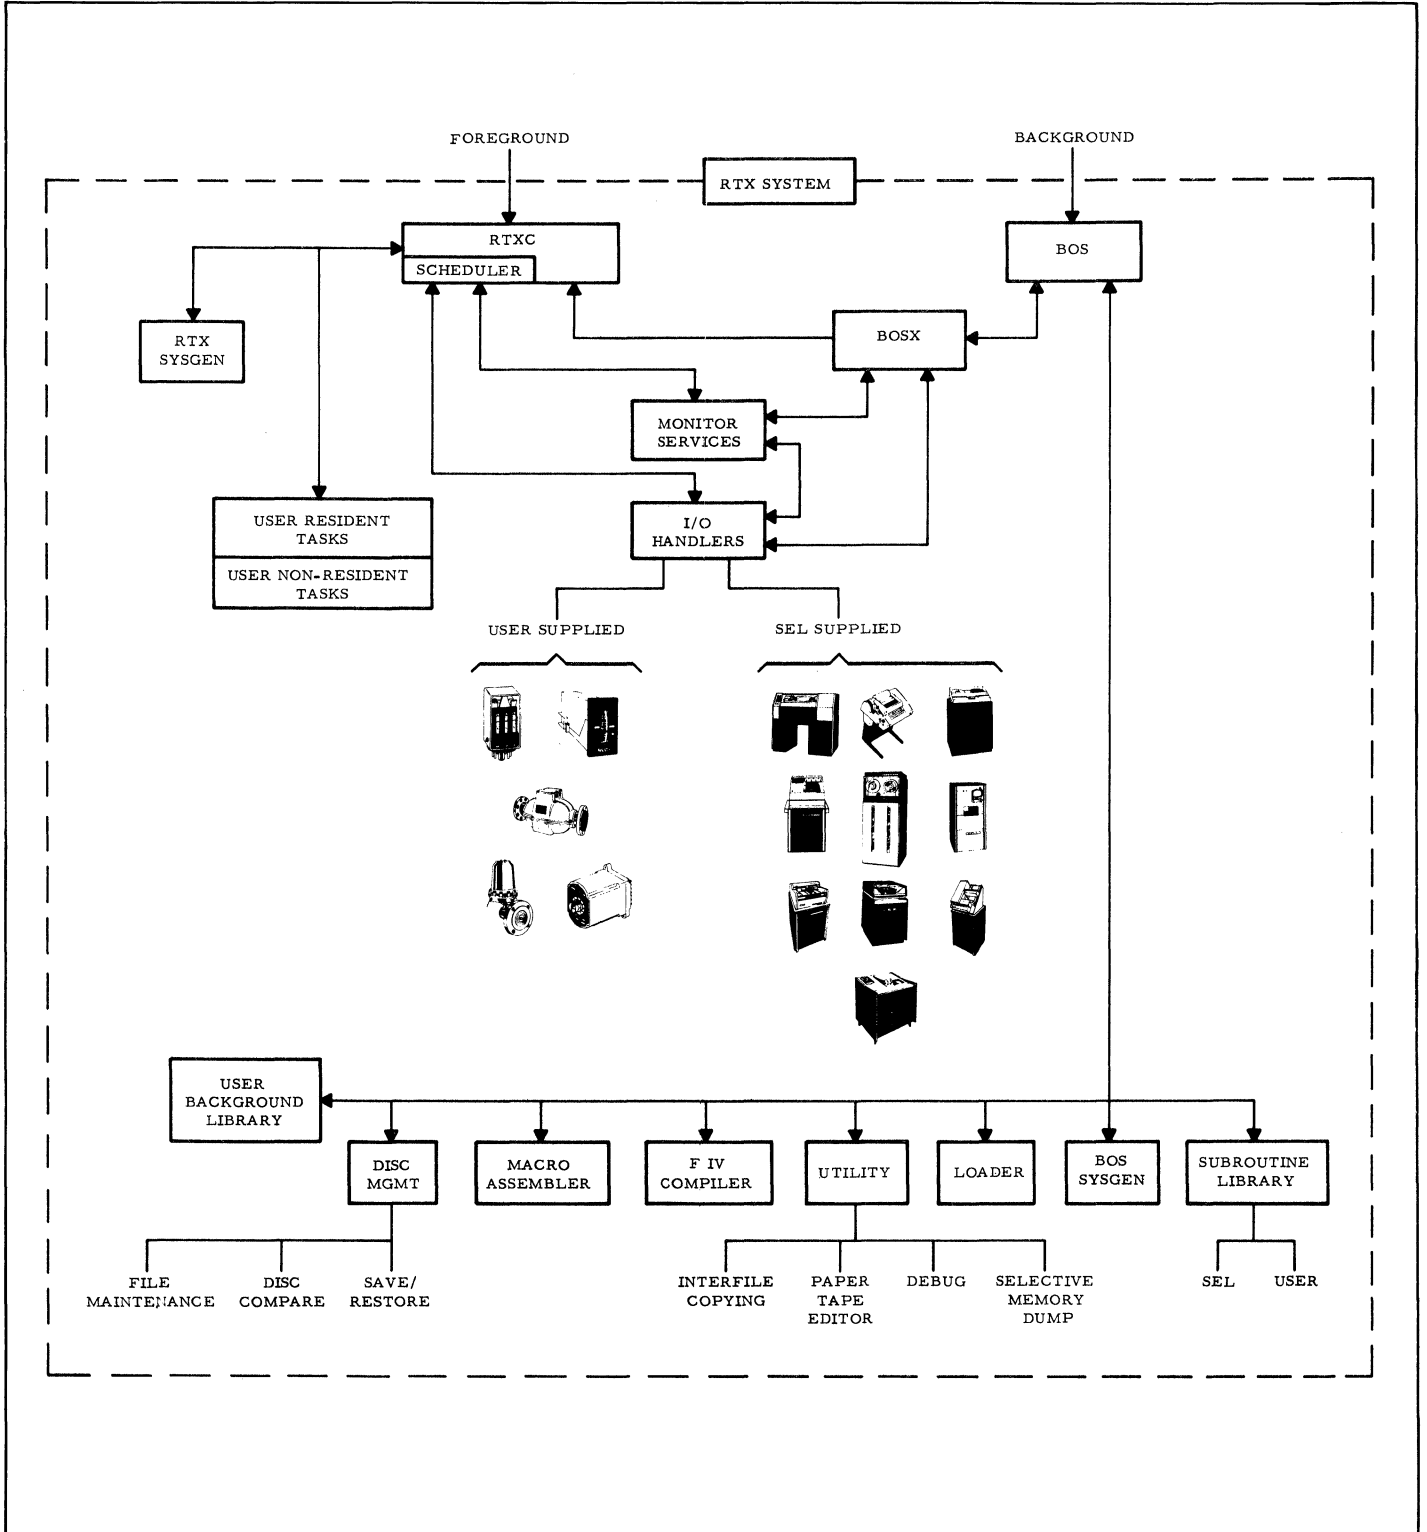 FOREGROUND
BACKGROUND
RTX SYSTEM
RTXC
SCHEDULER
BOS
RTX
SYSGEN
BOSX
MONITOR
SERVICES
USER RESIDENT
TASKS
USER NON-RESIDENT
TASKS
I/O
HANDLERS
USER SUPPLIED
SEL SUPPLIED
USER
BACKGROUND
LIBRARY
DISC
MGMT
MACRO
ASSEMBLER
F IV
COMPILER
UTILITY
LOADER
BOS
SYSGEN
SUBROUTINE
LIBRARY
FILE
MAINTENANCE
DISC
COMPARE
SAVE/
RESTORE
INTERFILE
COPYING
PAPER
TAPE
EDITOR
DEBUG
SELECTIVE
MEMORY
DUMP
SEL
USER